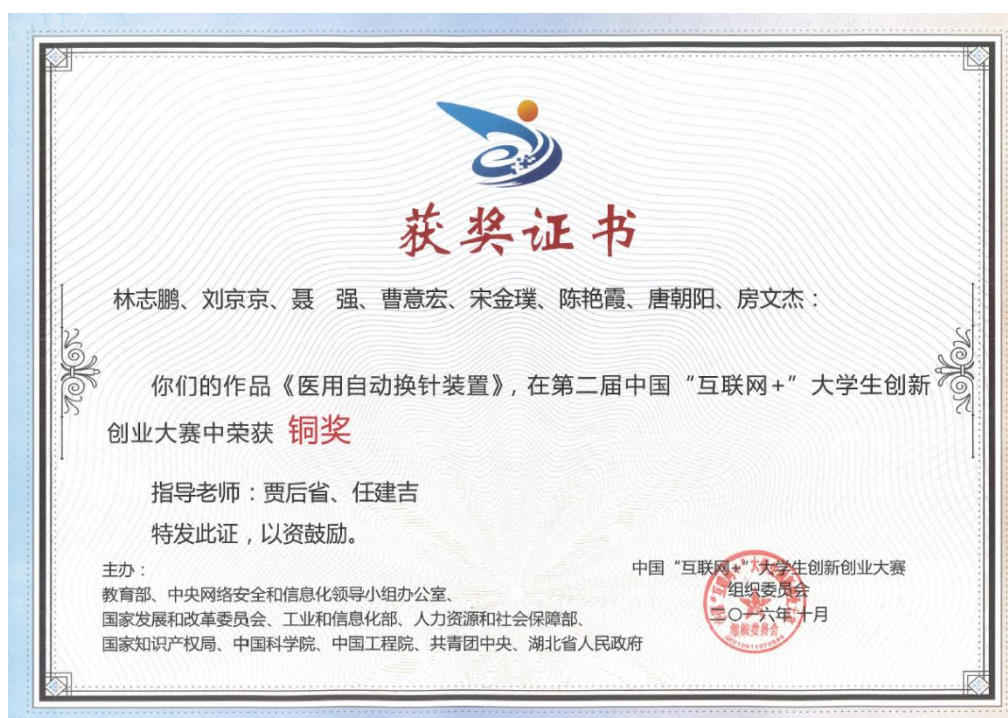 获奖证书
林志鹏、刘京京、聂　强、曹意宏、宋金璞、陈艳霞、唐朝阳、房文杰：
你们的作品《医用自动换针装置》，在第二届中国“互联网+”大学生创新
创业大赛中荣获 铜奖
指导老师：贾后省、任建吉
特发此证，以资鼓励。
主办：
教育部、中央网络安全和信息化领导小组办公室、
国家发展和改革委员会、工业和信息化部、人力资源和社会保障部、
国家知识产权局、中国科学院、中国工程院、共青团中央、湖北省人民政府
中国“互联网+”大学生创新创业大赛
组织委员会
二〇一六年十月
组织委员会